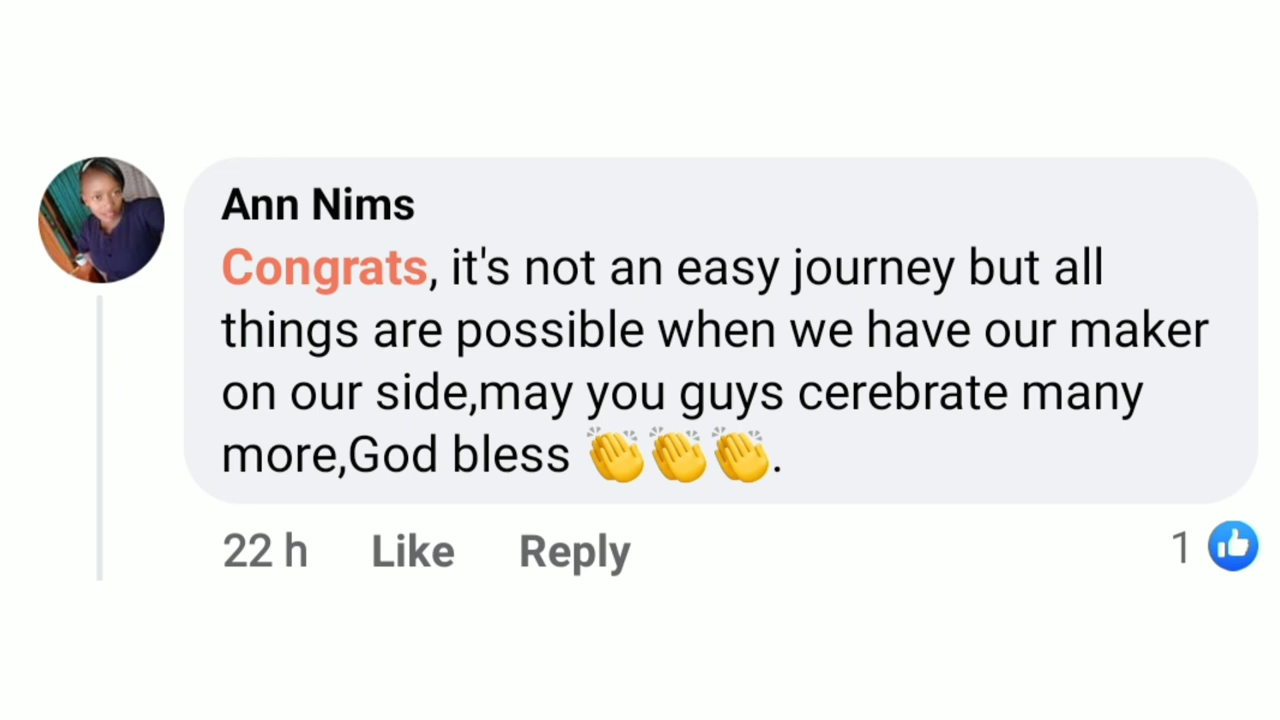 Ann Nims
Congrats, it's not an easy journey but all
things are possible when we have our maker
on our side,may you guys cerebrate many
more,God bless 👏👏👏.
22 h Like Reply 1